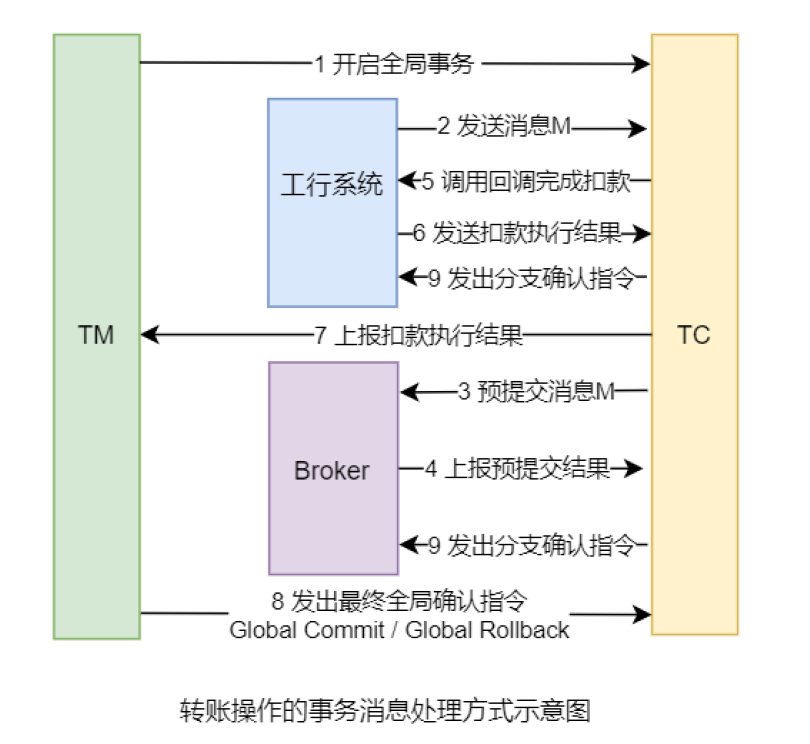 1 开启全局事务
2 发送消息M
工行系统
5 调用回调完成扣款
6 发送扣款执行结果
9 发出分支确认指令
TM
7 上报扣款执行结果
TC
3 预提交消息M
Broker
4 上报预提交结果
9 发出分支确认指令
8 发出最终全局确认指令
Global Commit / Global Rollback
转账操作的事务消息处理方式示意图